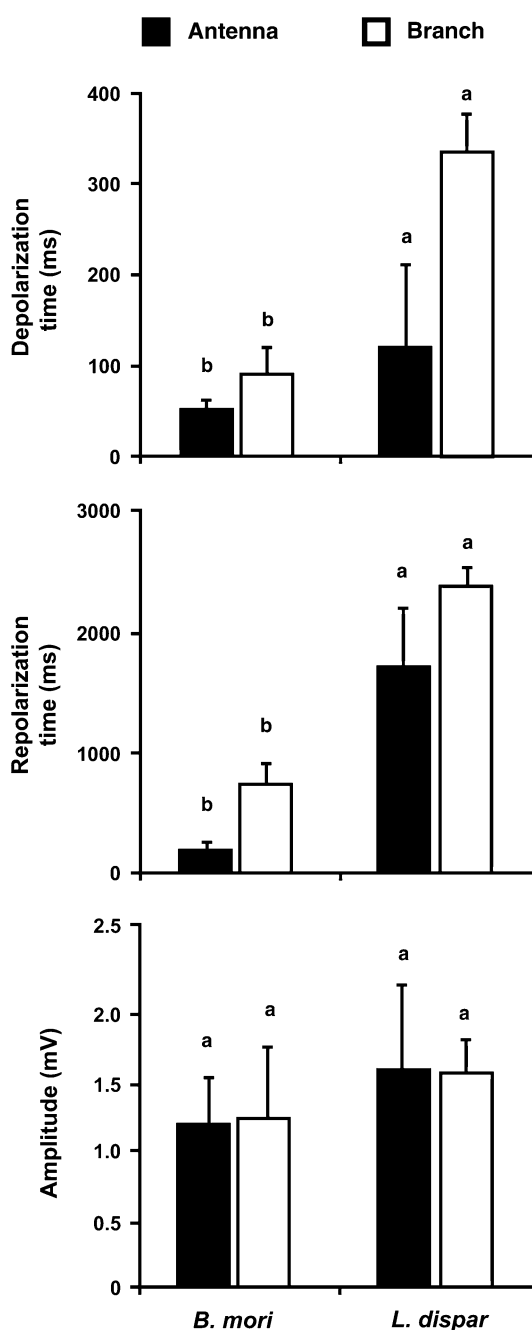 Antenna Branch
400
300
200
100
0
Depolarization
time (ms)
b
b
a
a
3000
2000
1000
0
Repolarization
time (ms)
b
b
a
a
2.5
2.0
1.5
1.0
0.5
0
Amplitude (mV)
a
a
a
a
B. mori L. dispar